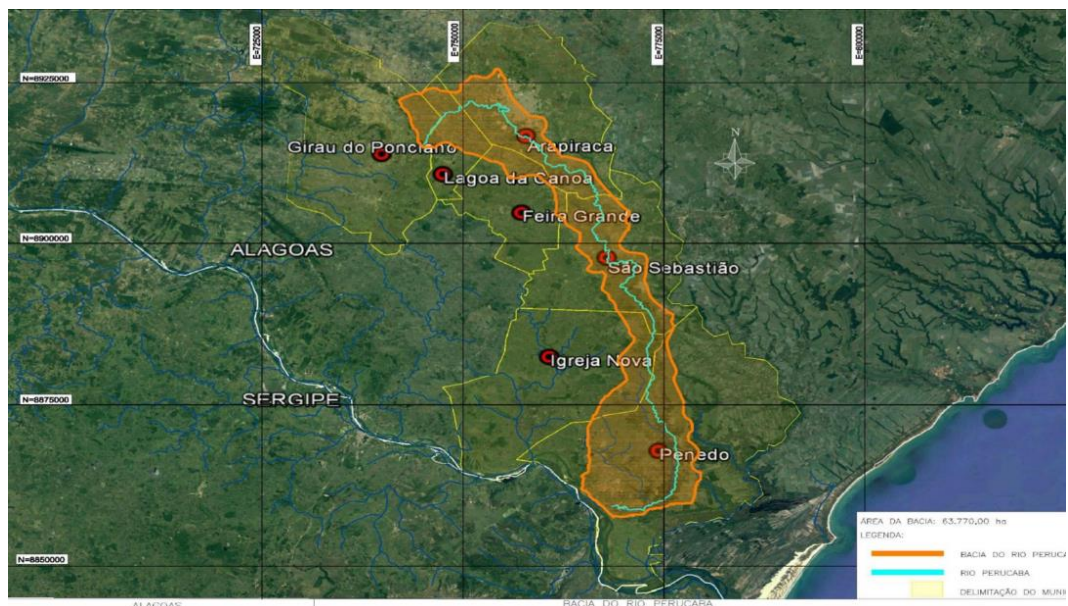 E=725000
E=750000
E=775000
E=800000
N=8925000
Girau do Ponciano
Arapiraca
Lagoa da Canoa
Feira Grande
N=8900000
ALAGOAS
São Sebastião
Igreja Nova
SERGIPE
N=8875000
Penedo
N=8850000
N
ÁREA DA BACIA: 63.770,00 ha
LEGENDA:
BACIA DO RIO PERUCA
RIO PERUCABA
DELIMITAÇÃO DO MUNI
ALAGOAS
BACIA DO RIO PERUCABA